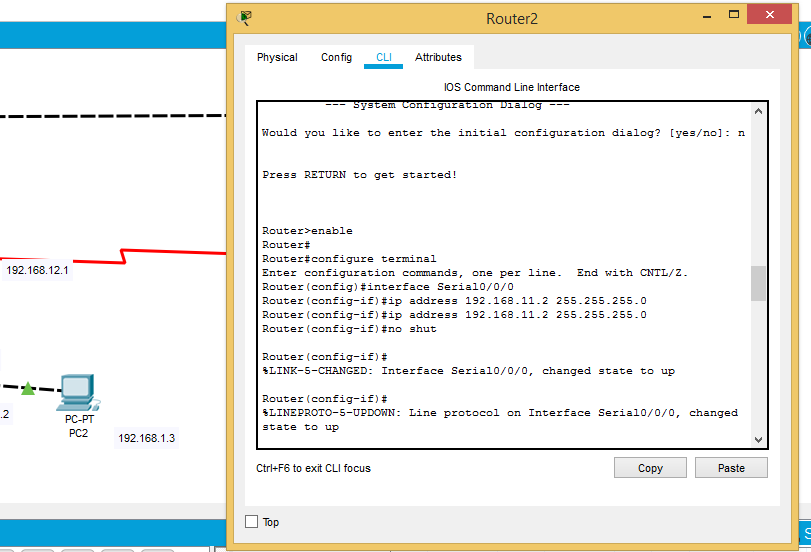 Router2
Physical Config CLI Attributes
IOS Command Line Interface
--- System Configuration Dialog ---
Would you like to enter the initial configuration dialog? [yes/no]: n
Press RETURN to get started!
Router>enable
Router#
Router#configure terminal
Enter configuration commands, one per line.  End with CNTL/Z.
Router(config)#interface Serial0/0/0
Router(config-if)#ip address 192.168.11.2 255.255.255.0
Router(config-if)#ip address 192.168.11.2 255.255.255.0
Router(config-if)#no shut
Router(config-if)#
%LINK-5-CHANGED: Interface Serial0/0/0, changed state to up
Router(config-if)#
%LINEPROTO-5-UPDOWN: Line protocol on Interface Serial0/0/0, changed
state to up
Ctrl+F6 to exit CLI focus
Copy
Paste
Top
192.168.12.1
.2
PC-PT
PC2
192.168.1.3